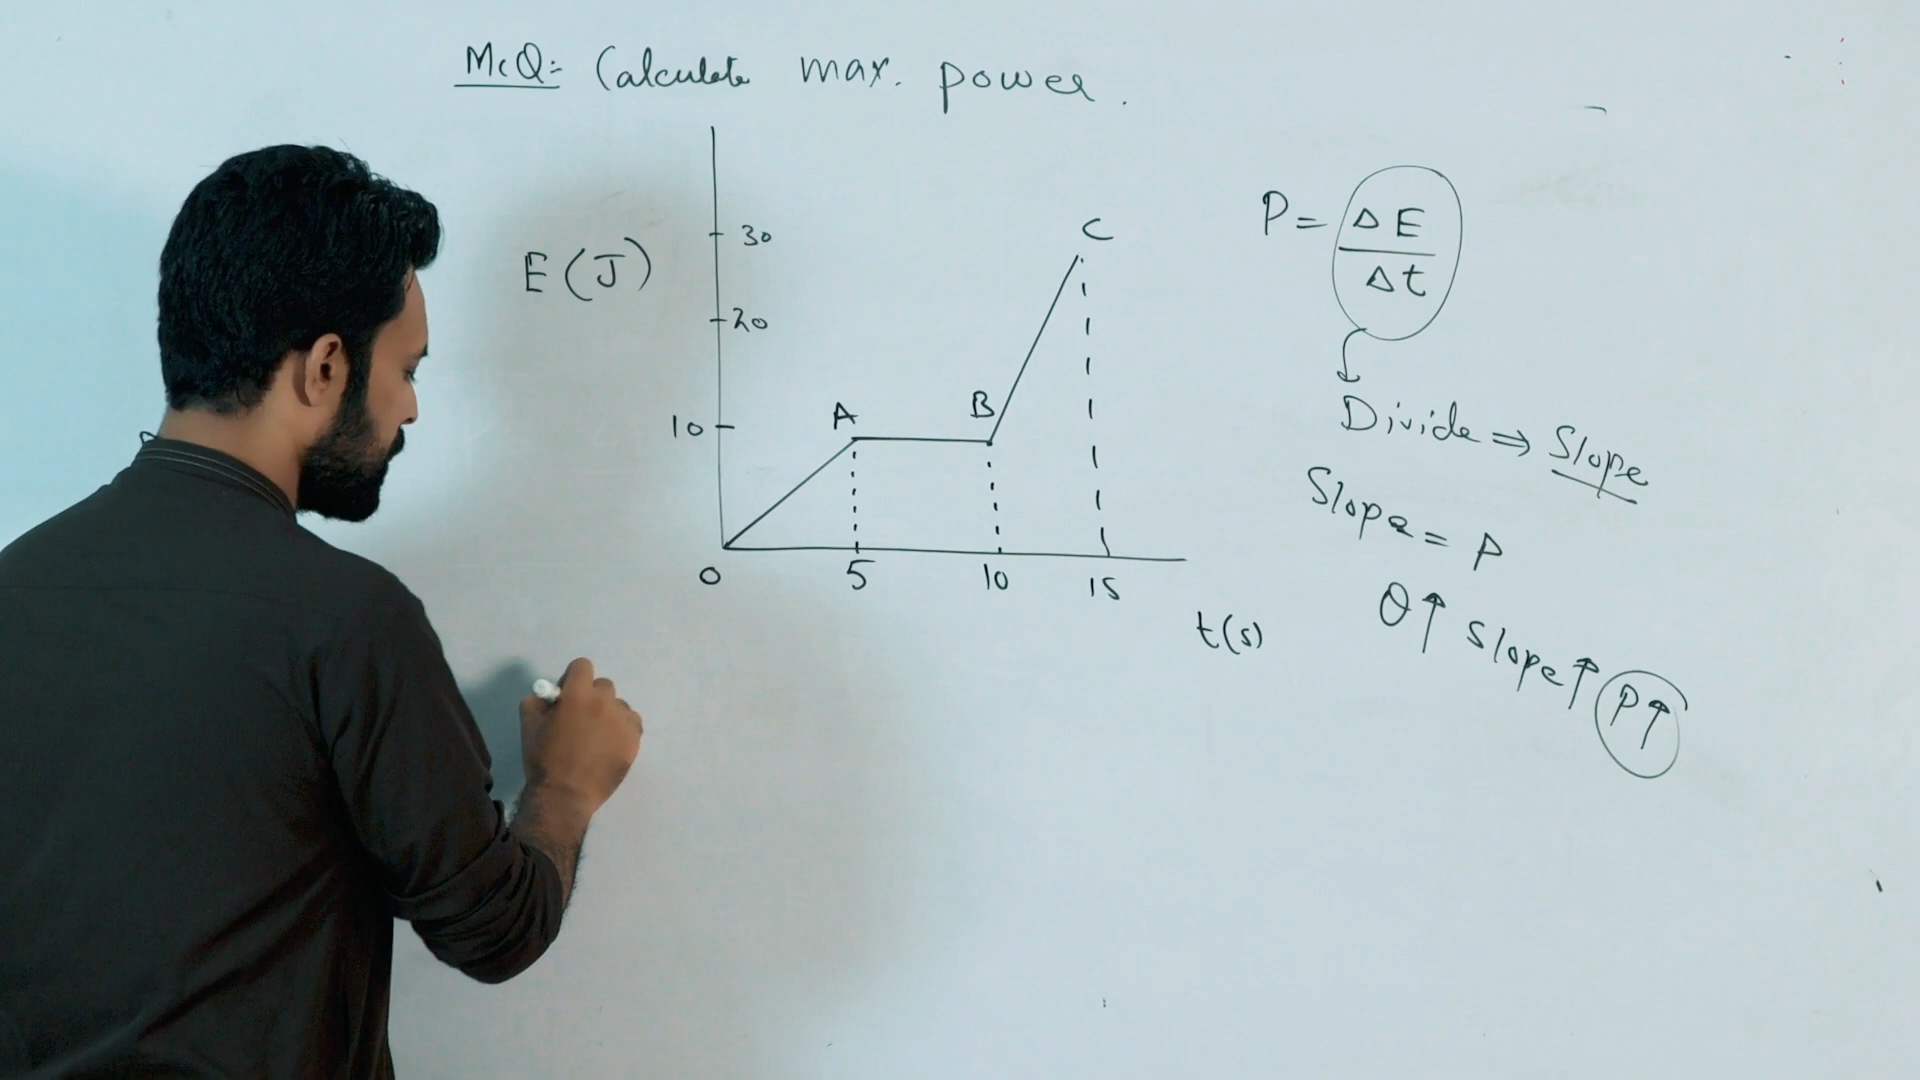 McQ:- Calculate max. power.
E(J)
30
20
10
A
B
C
0 5 10 15
t(s)
P = ΔE
Δt
Divide ⇒ Slope
Slope = P
θ↑ slope↑ P↑